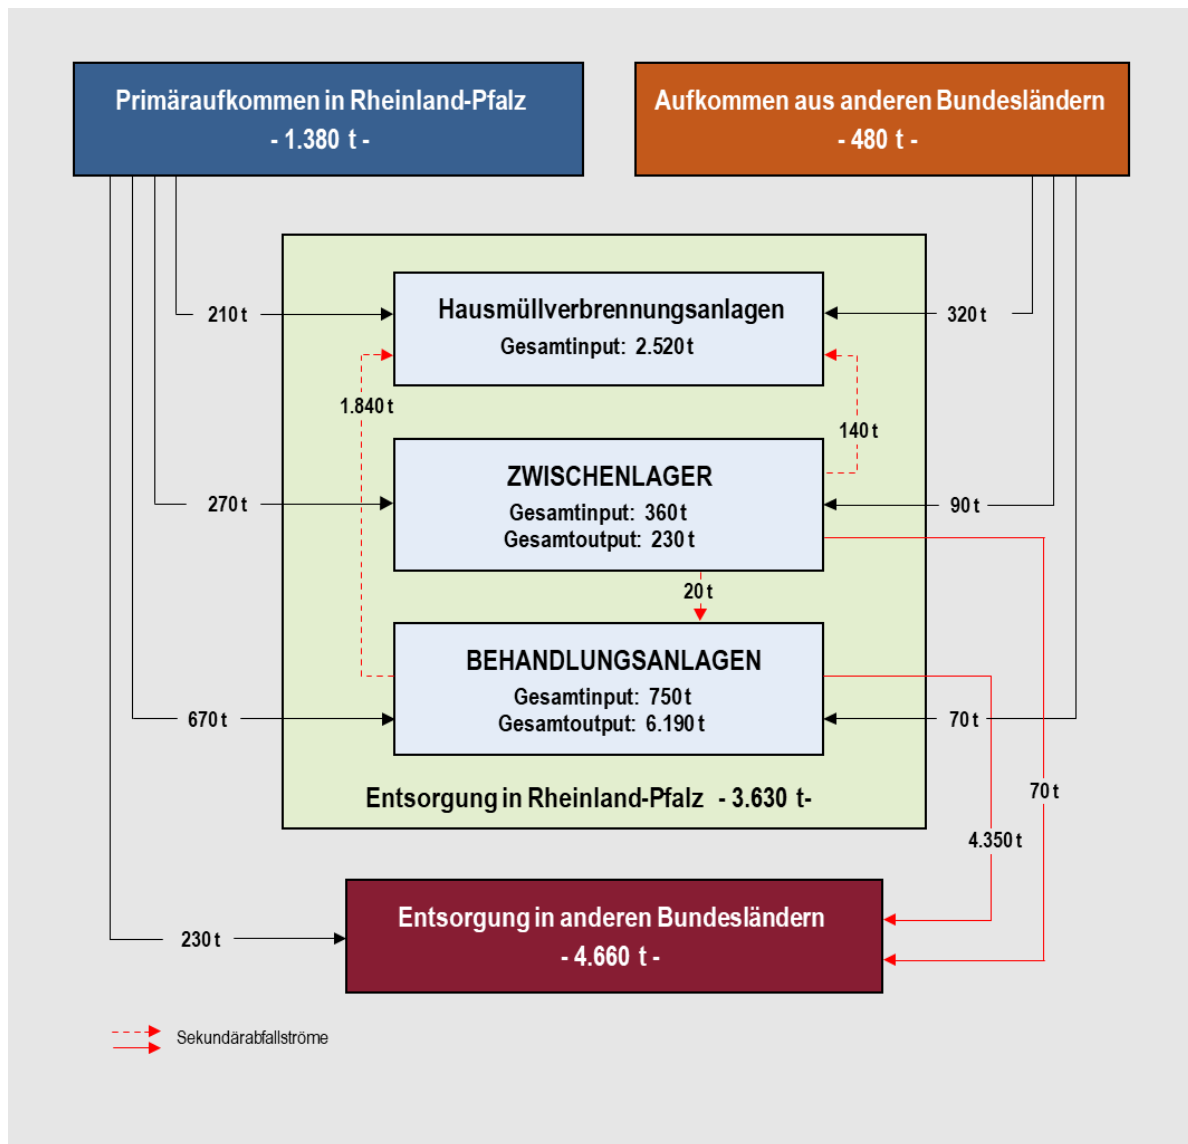 Primäraufkommen in Rheinland-Pfalz
- 1.380 t -
Aufkommen aus anderen Bundesländern
- 480 t -
210 t
Hausmüllverbrennungsanlagen
Gesamtinput: 2.520 t
320 t
1.840 t
140 t
270 t
ZWISCHENLAGER
Gesamtinput: 360 t
Gesamtoutput: 230 t
90 t
20 t
670 t
BEHANDLUNGSANLAGEN
Gesamtinput: 750 t
Gesamtoutput: 6.190 t
70 t
Entsorgung in Rheinland-Pfalz - 3.630 t-
70 t
4.350 t
230 t
Entsorgung in anderen Bundesländern
- 4.660 t -
Sekundärabfallströme